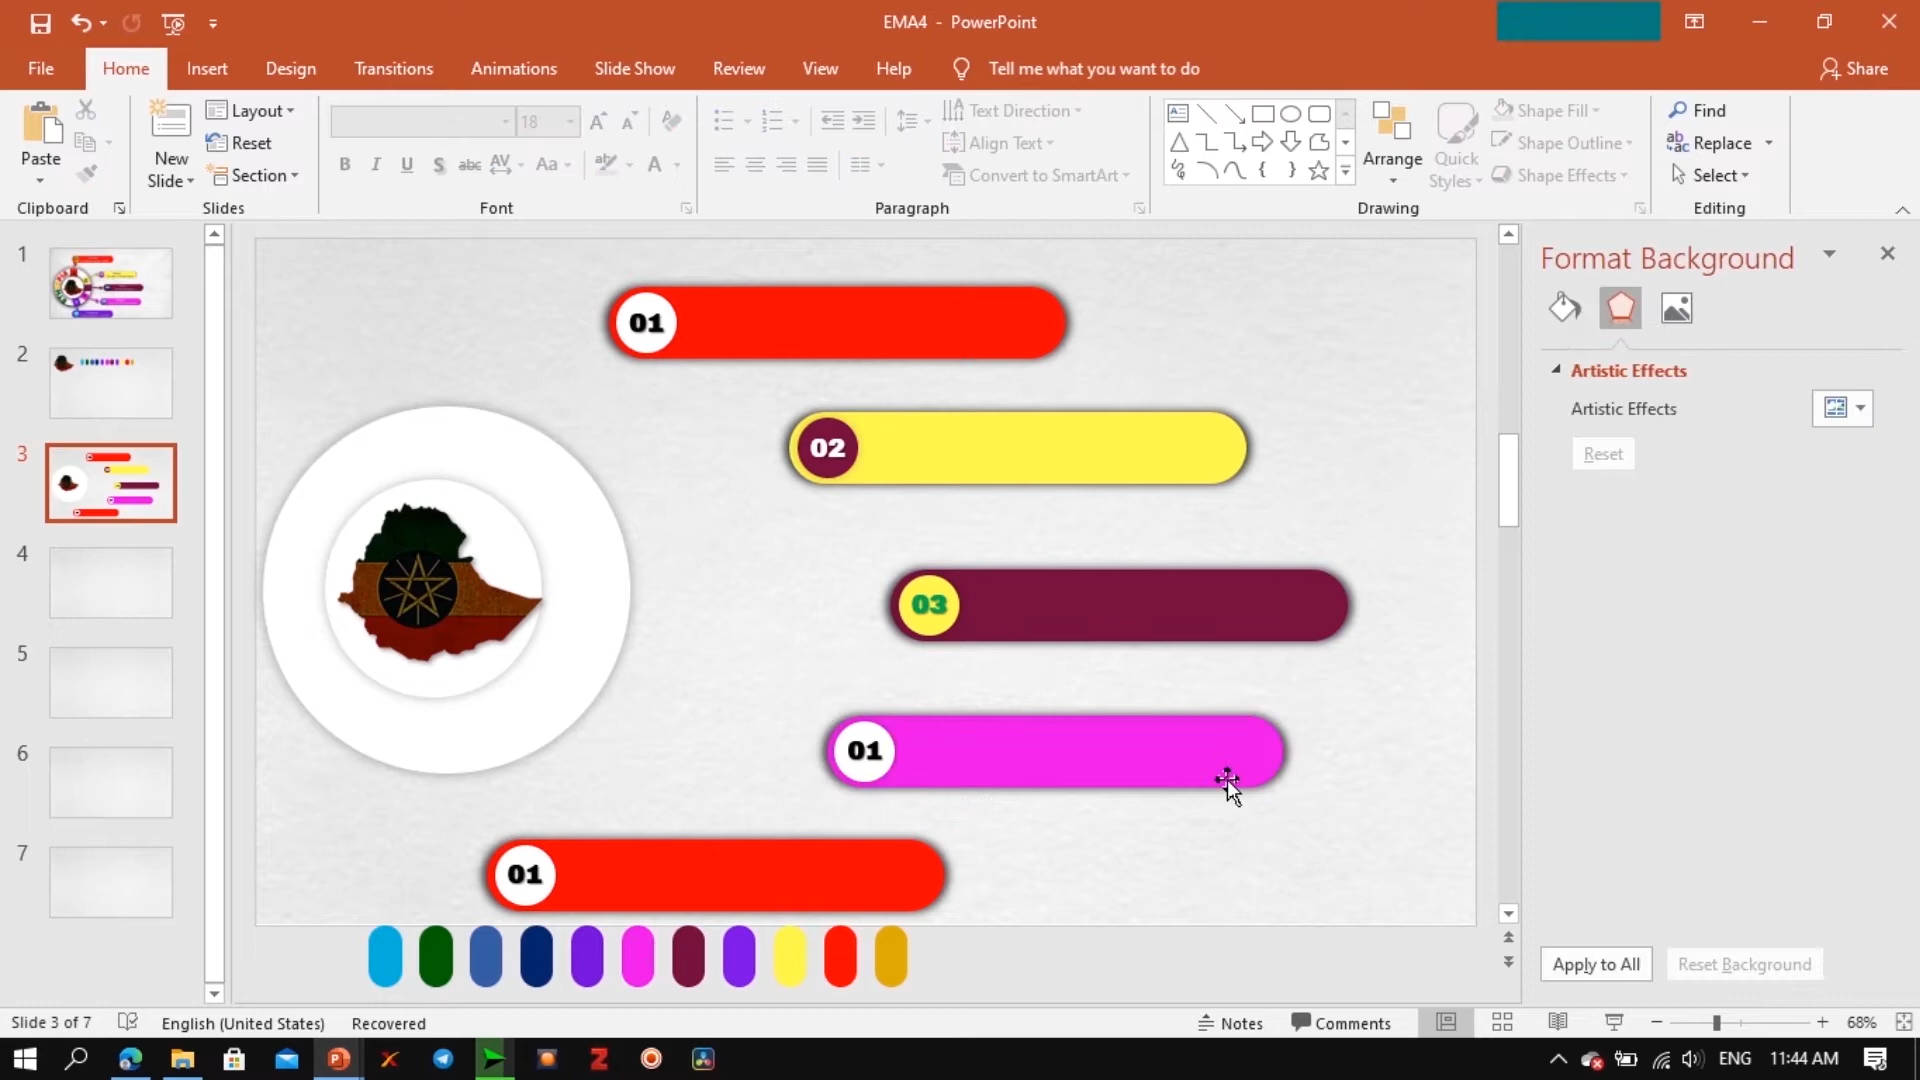 EMA4 - PowerPoint
File Home Insert Design Transitions Animations Slide Show Review View Help Tell me what you want to do Share
Paste
Clipboard
New Slide
Layout
Reset
Section
Slides
18
B I U S abc AV Aa A
Font
Text Direction
Align Text
Convert to SmartArt
Paragraph
Arrange
Quick Styles
Shape Fill
Shape Outline
Shape Effects
Drawing
Find
Replace
Select
Editing
1
2
3
4
5
6
7
01
02
03
01
01
Format Background
Artistic Effects
Artistic Effects
Reset
Apply to All Reset Background
Slide 3 of 7 English (United States) Recovered Notes Comments 68%
ENG 11:44 AM